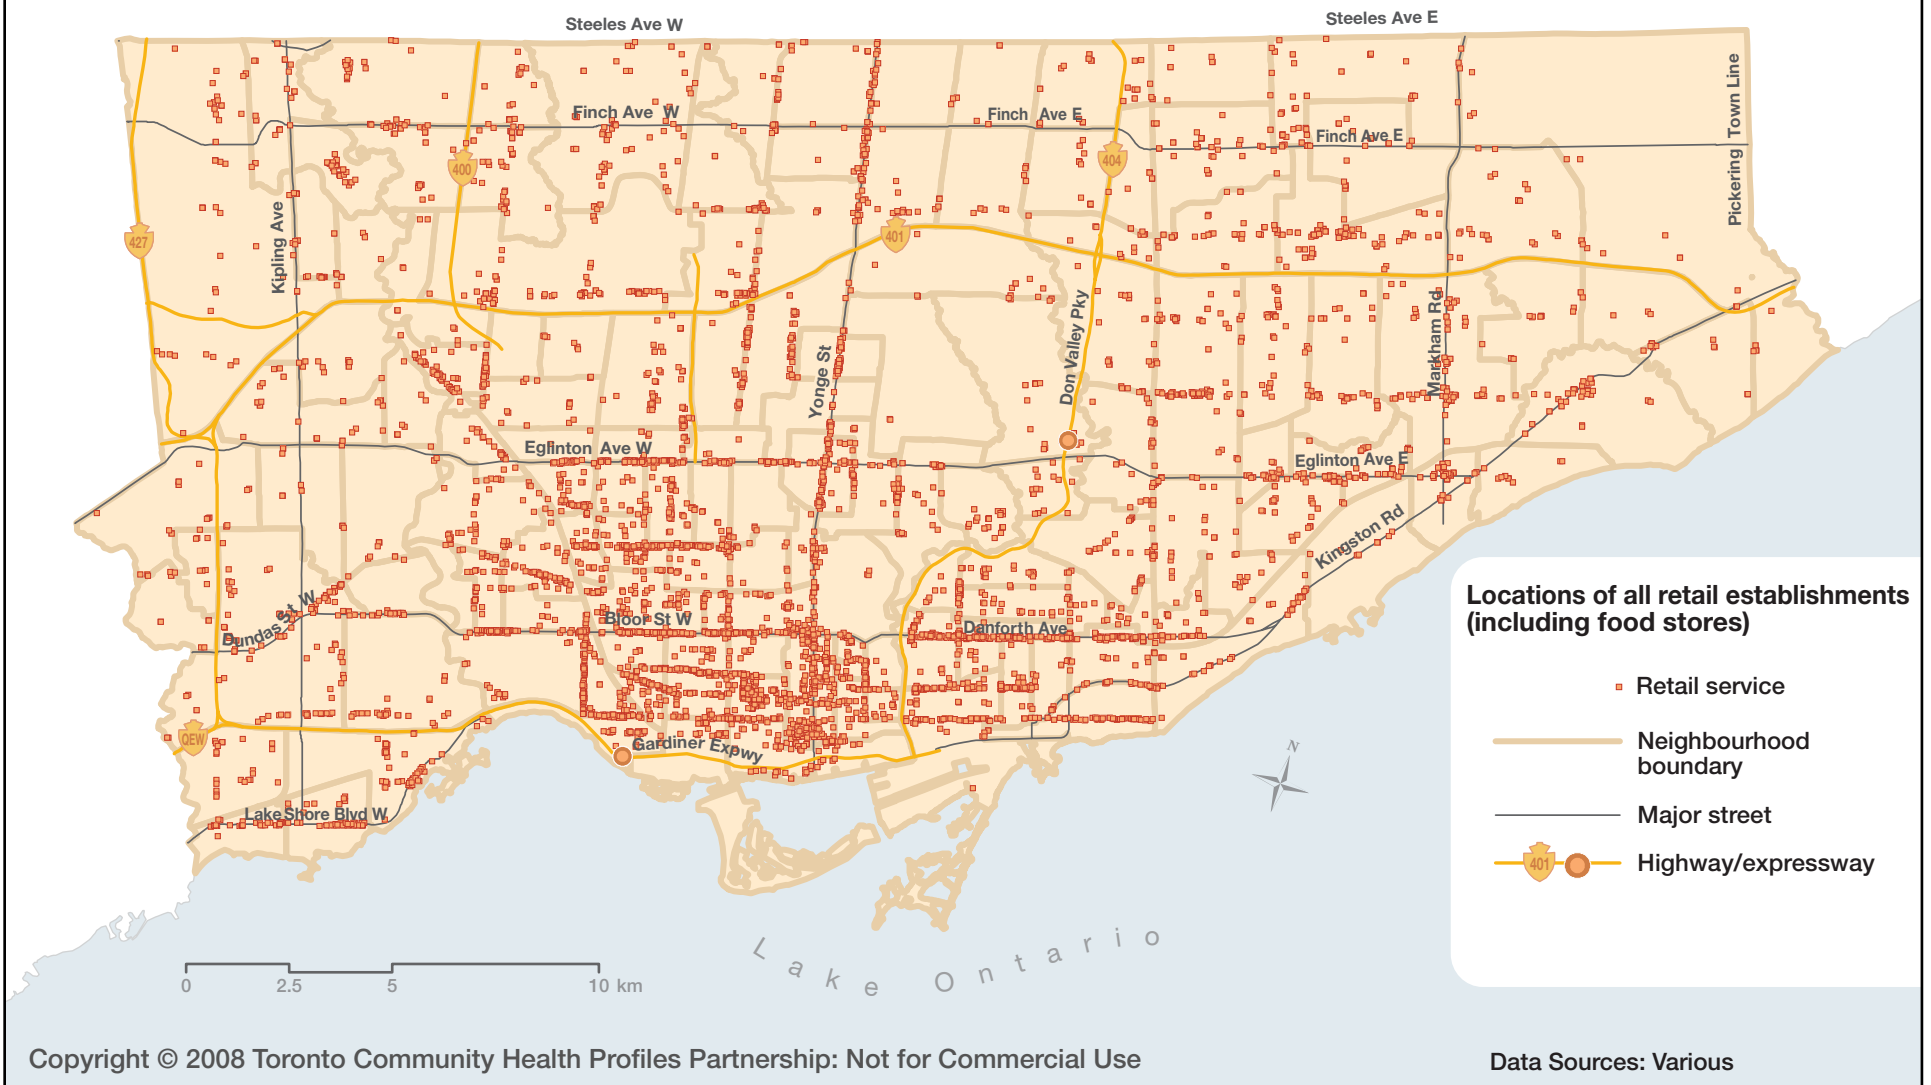 Steeles Ave W
Steeles Ave E
Finch Ave W
Finch Ave E
Finch Ave E
Pickering Town Line
400
404
427
401
Kipling Ave
Don Valley Pky
Yonge St
Markham Rd
Eglinton Ave W
Eglinton Ave E
Kingston Rd
Dundas St W
Bloor St W
Danforth Ave
QEW
Gardiner Expwy
Lake Shore Blvd W
N
Lake Ontario
Locations of all retail establishments
(including food stores)
Retail service
Neighbourhood
boundary
Major street
401
Highway/expressway
0 2.5 5 10 km
Copyright © 2008 Toronto Community Health Profiles Partnership: Not for Commercial Use
Data Sources: Various